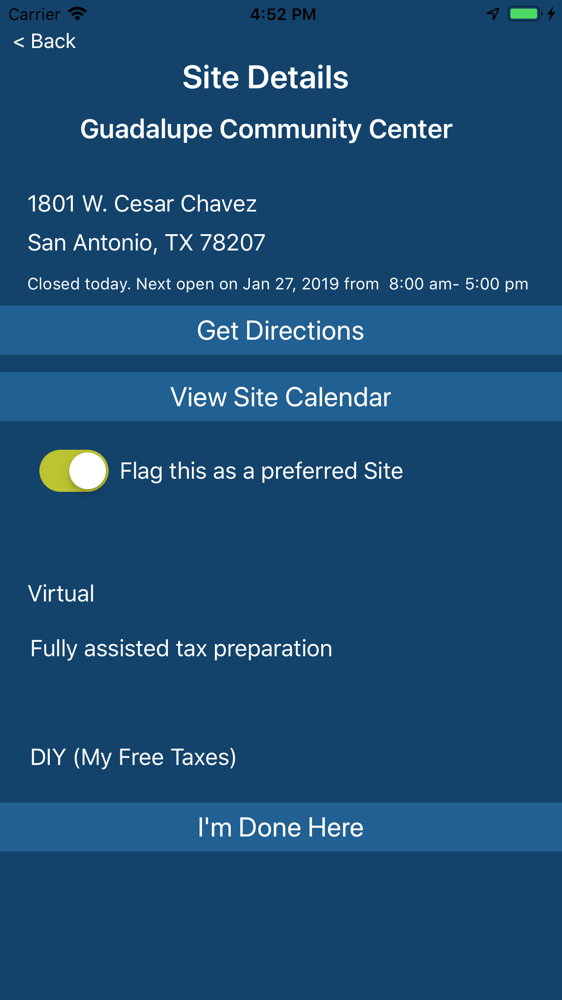 Carrier 4:52 PM
< Back
Site Details
Guadalupe Community Center
1801 W. Cesar Chavez
San Antonio, TX 78207
Closed today. Next open on Jan 27, 2019 from  8:00 am- 5:00 pm
Get Directions
View Site Calendar
Flag this as a preferred Site
Virtual
Fully assisted tax preparation
DIY (My Free Taxes)
I'm Done Here